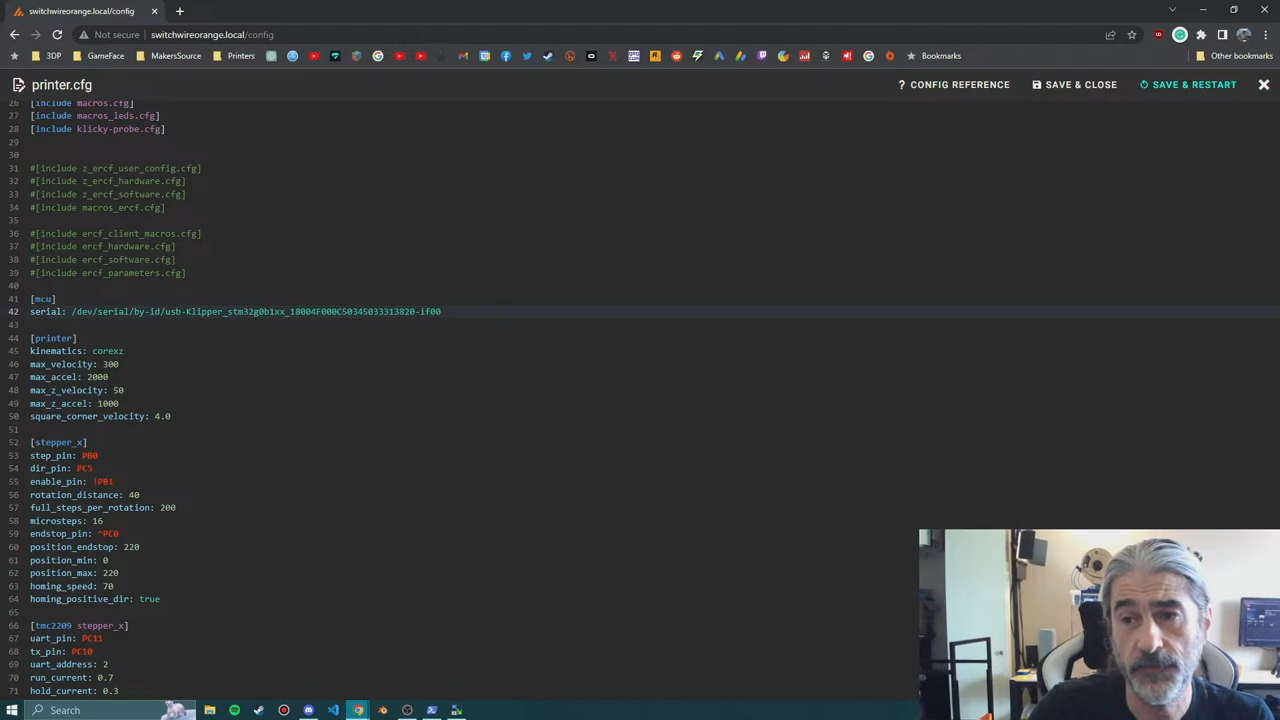 switchwireorange.local/config
Not secure
switchwireorange.local/config
3DP
GameFace
MakersSource
Printers
Bookmarks
Other bookmarks
printer.cfg
? CONFIG REFERENCE
SAVE & CLOSE
SAVE & RESTART
26 [include macros.cfg]
27 [include macros_leds.cfg]
28 [include klicky-probe.cfg]
29
30
31 #[include z_ercf_user_config.cfg]
32 #[include z_ercf_hardware.cfg]
33 #[include z_ercf_software.cfg]
34 #[include macros_ercf.cfg]
35
36 #[include ercf_client_macros.cfg]
37 #[include ercf_hardware.cfg]
38 #[include ercf_software.cfg]
39 #[include ercf_parameters.cfg]
40
41 [mcu]
42 serial: /dev/serial/by-id/usb-Klipper_stm32g0b1xx_18004F000C50345033313820-if00
43
44 [printer]
45 kinematics: corexz
46 max_velocity: 300
47 max_accel: 2000
48 max_z_velocity: 50
49 max_z_accel: 1000
50 square_corner_velocity: 4.0
51
52 [stepper_x]
53 step_pin: PB0
54 dir_pin: PC5
55 enable_pin: !PB1
56 rotation_distance: 40
57 full_steps_per_rotation: 200
58 microsteps: 16
59 endstop_pin: ^PC0
60 position_endstop: 220
61 position_min: 0
62 position_max: 220
63 homing_speed: 70
64 homing_positive_dir: true
65
66 [tmc2209 stepper_x]
67 uart_pin: PC11
68 tx_pin: PC10
69 uart_address: 2
70 run_current: 0.7
71 hold_current: 0.3
Search